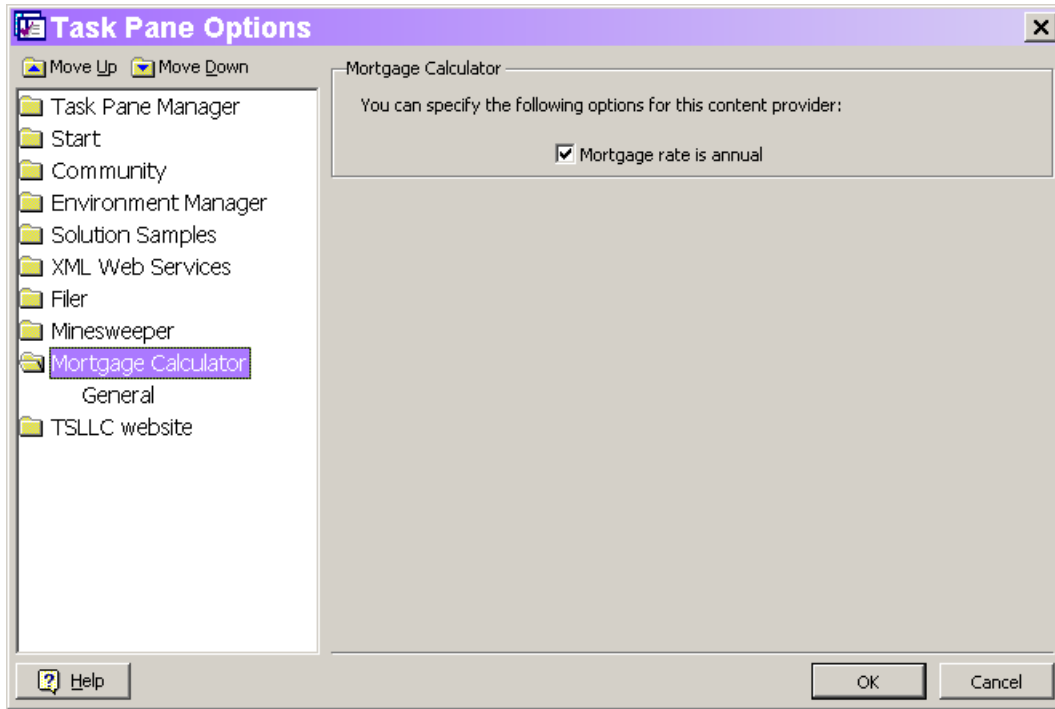 Task Pane Options
Move Up Move Down
Task Pane Manager
Start
Community
Environment Manager
Solution Samples
XML Web Services
Filer
Minesweeper
Mortgage Calculator
General
TSLLC website
Mortgage Calculator
You can specify the following options for this content provider:
Mortgage rate is annual
Help
OK
Cancel